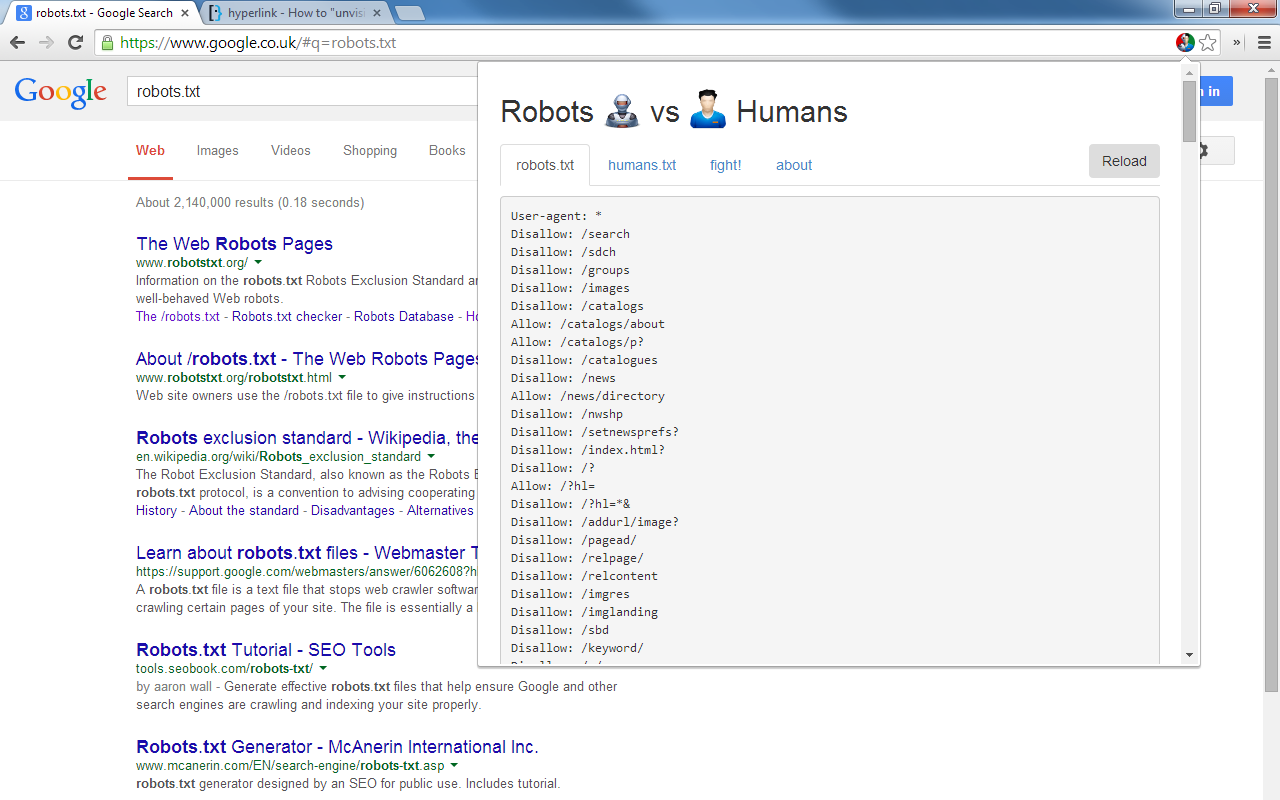 robots.txt - Google Search
hyperlink - How to "unvisi
https://www.google.co.uk/#q=robots.txt
Google
robots.txt
n in
Web Images Videos Shopping Books
About 2,140,000 results (0.18 seconds)
The Web Robots Pages
www.robotstxt.org/
Information on the robots.txt Robots Exclusion Standard
well-behaved Web robots.
The /robots.txt - Robots.txt checker - Robots Database -
About /robots.txt - The Web Robots Pages
www.robotstxt.org/robotstxt.html
Web site owners use the /robots.txt file to give instructions
Robots exclusion standard - Wikipedia, the
en.wikipedia.org/wiki/Robots_exclusion_standard
The Robot Exclusion Standard, also known as the Robots
robots.txt protocol, is a convention to advising cooperating
History - About the standard - Disadvantages - Alternatives
Learn about robots.txt files - Webmaster
https://support.google.com/webmasters/answer/6062608?h
A robots.txt file is a text file that stops web crawler software
crawling certain pages of your site. The file is essentially a
Robots.txt Tutorial - SEO Tools
tools.seobook.com/robots-txt/
by aaron wall - Generate effective robots.txt files that help ensure Google and other
search engines are crawling and indexing your site properly.
Robots.txt Generator - McAnerin International Inc.
www.mcanerin.com/EN/search-engine/robots-txt.asp
robots.txt generator designed by an SEO for public use. Includes tutorial.
Robots vs Humans
robots.txt humans.txt fight! about
Reload
User-agent: *
Disallow: /search
Disallow: /sdch
Disallow: /groups
Disallow: /images
Disallow: /catalogs
Allow: /catalogs/about
Allow: /catalogs/p?
Disallow: /catalogues
Disallow: /news
Allow: /news/directory
Disallow: /nwshp
Disallow: /setnewsprefs?
Disallow: /index.html?
Disallow: /?
Allow: /?hl=
Disallow: /?hl=*&
Disallow: /addurl/image?
Disallow: /pagead/
Disallow: /relpage/
Disallow: /relcontent
Disallow: /imgres
Disallow: /imglanding
Disallow: /sbd
Disallow: /keyword/